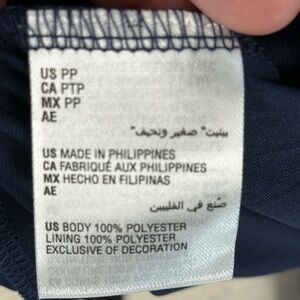 US PP
CA PTP
MX PP
AE
بيتيت" صغير ونحيف"
US MADE IN PHILIPPINES
CA FABRIQUÉ AUX PHILIPPINES
MX HECHO EN FILIPINAS
AE
صنع في الفلبين
US BODY 100% POLYESTER
LINING 100% POLYESTER
EXCLUSIVE OF DECORATION